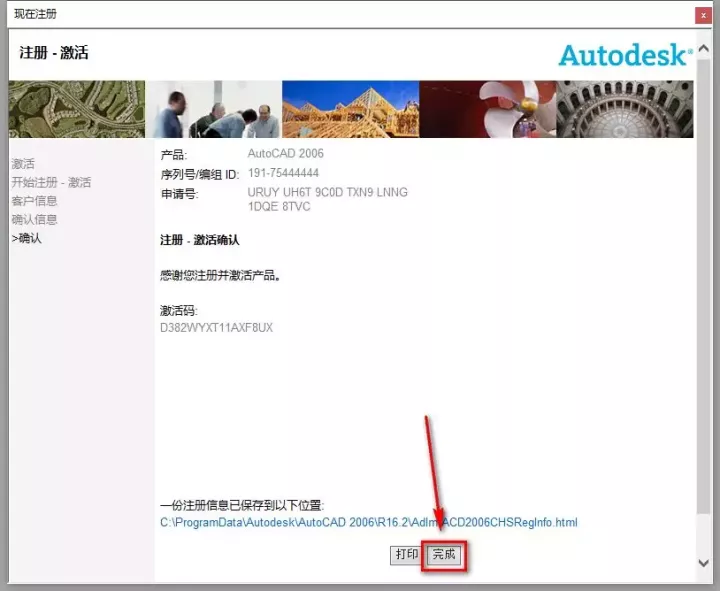 现在注册
x
注册 - 激活
Autodesk®
激活
开始注册 - 激活
客户信息
确认信息
>确认
产品: AutoCAD 2006
序列号/编组 ID: 191-75444444
申请号: URUY UH6T 9C0D TXN9 LNNG
1DQE 8TVC
注册 - 激活确认
感谢您注册并激活产品。
激活码:
D382WYXT11AXF8UX
一份注册信息已保存到以下位置:
C:\ProgramData\Autodesk\AutoCAD 2006\R16.2\Adlm\ACD2006CHSRegInfo.html
打印 完成